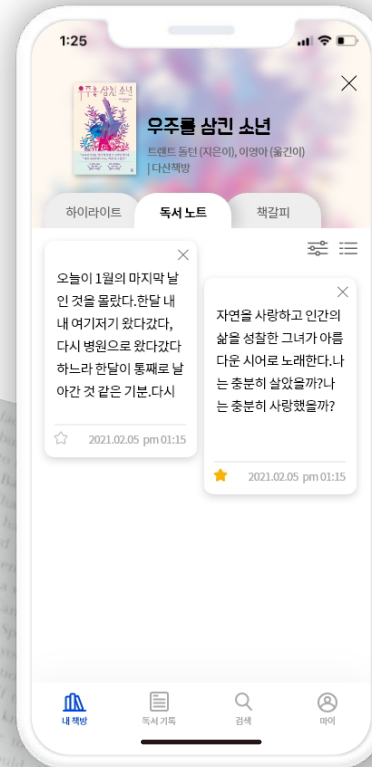 1:25
우주를 삼킨 소년
우주를 삼킨 소년
트렌트 돌턴 (지은이), 이영아 (옮긴이)
| 다산책방
하이라이트 독서 노트 책갈피
오늘이 1월의 마지막 날
인 것을 몰랐다.한달 내
내 여기저기 왔다갔다,
다시 병원으로 왔다갔다
하느라 한달이 통째로 날
아간 것 같은 기분.다시
2021.02.05 pm 01:15
자연을 사랑하고 인간의
삶을 성찰한 그녀가 아름
다운 시어로 노래한다.나
는 충분히 살았을까?나
는 충분히 사랑했을까?
2021.02.05 pm 01:15
내 책방 독서 기록 검색 마이